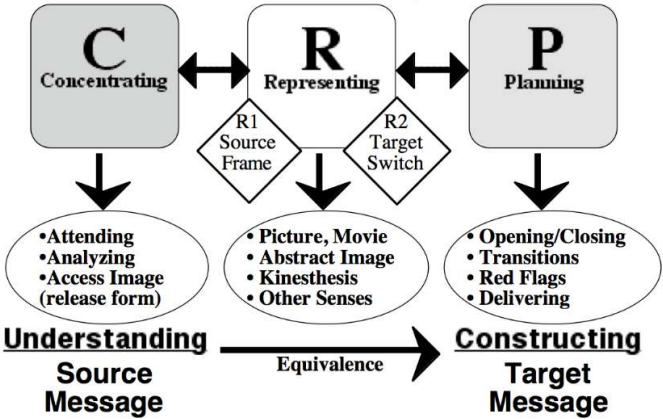 C
Concentrating
R
Representing
P
Planning
R1
Source
Frame
R2
Target
Switch
•Attending
•Analyzing
•Access Image
(release form)
• Picture, Movie
• Abstract Image
• Kinesthesis
• Other Senses
• Opening/Closing
• Transitions
• Red Flags
• Delivering
Understanding
Source
Message
Equivalence
Constructing
Target
Message